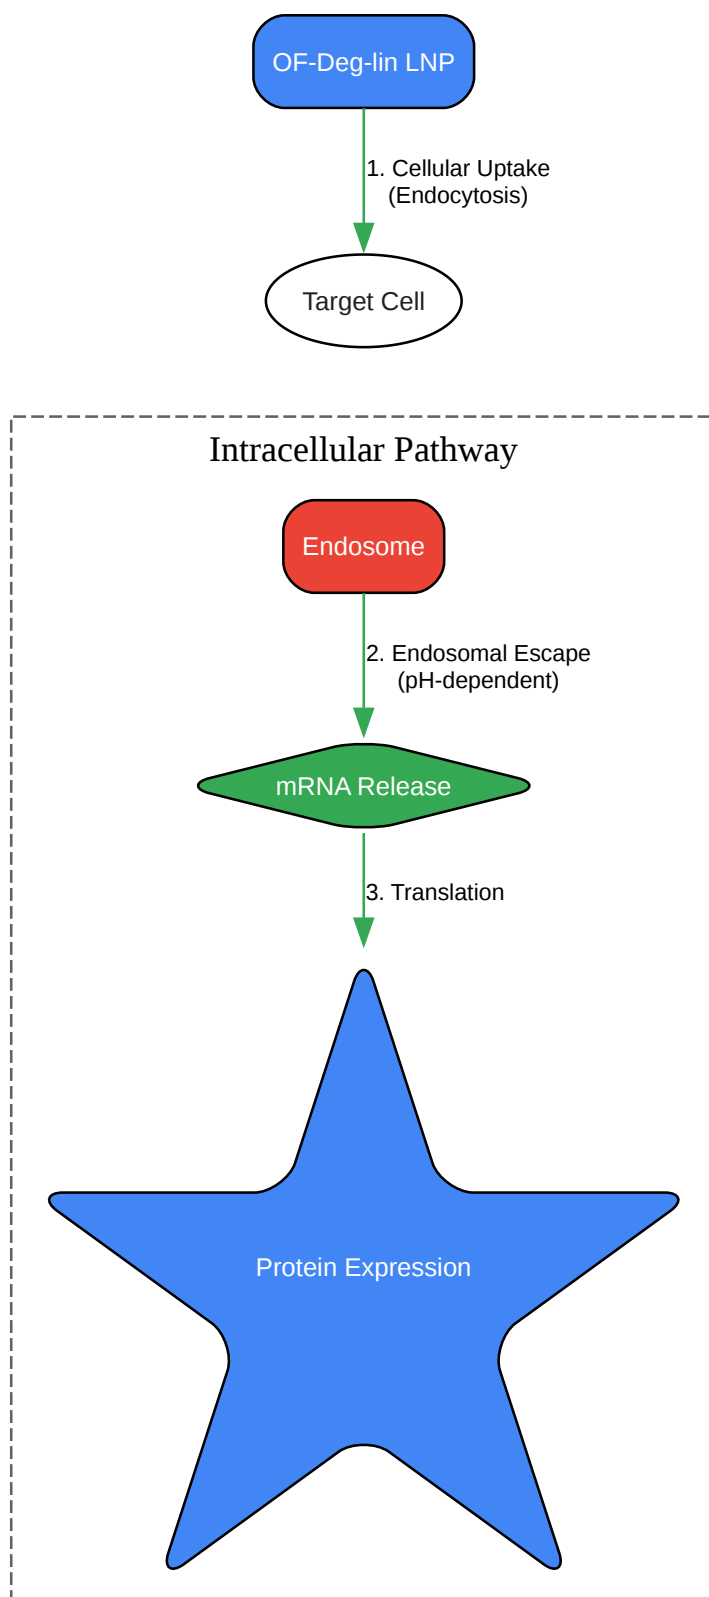 OF-Deg-lin LNP
1. Cellular Uptake
(Endocytosis)
Target Cell
Intracellular Pathway
Endosome
2. Endosomal Escape
(pH-dependent)
mRNA Release
3. Translation
Protein Expression